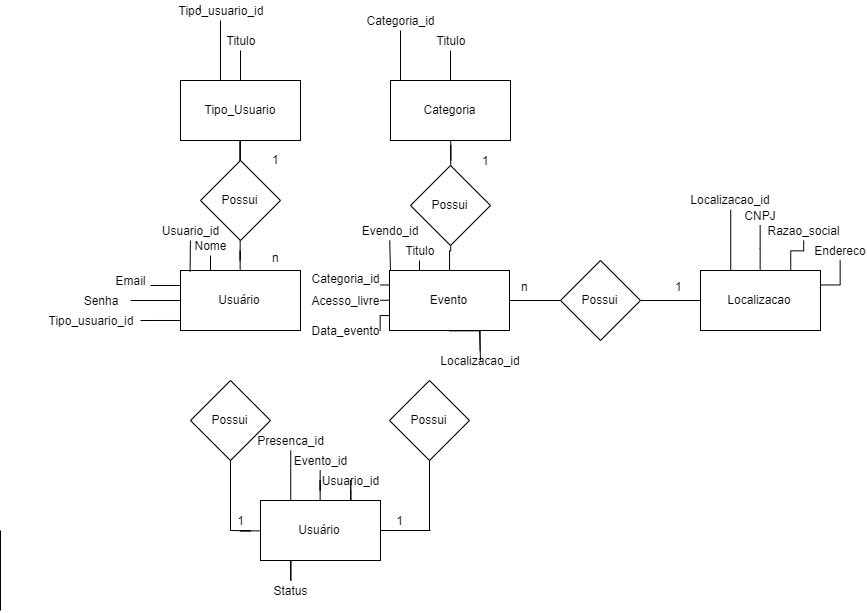 Tipo_usuario_id
Titulo
Tipo_Usuario
1
Possui
n
Usuario_id
Nome
Email
Senha
Tipo_usuario_id
Usuário
Categoria_id
Titulo
Categoria
1
Possui
Evendo_id
Titulo
Categoria_id
Acesso_livre
Data_evento
Evento
Localizacao_id
n
Possui
1
Localizacao_id
CNPJ
Razao_social
Endereco
Localizacao
Possui
Possui
Presenca_id
Evento_id
Usuario_id
1
Usuário
1
Status